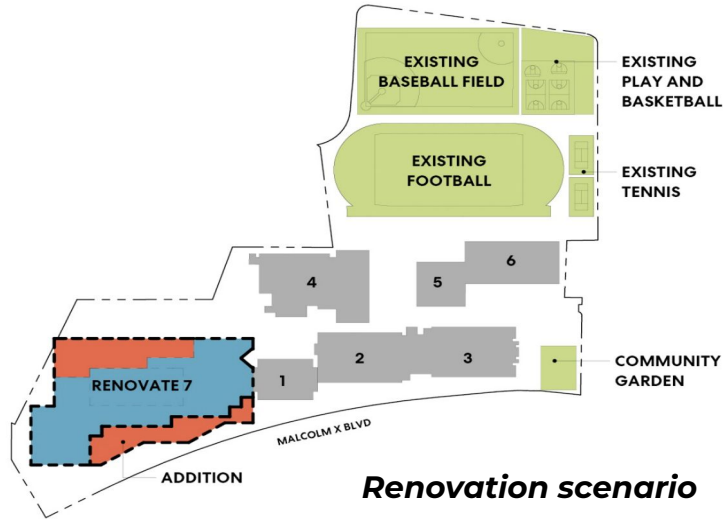 EXISTING
BASEBALL FIELD
EXISTING
PLAY AND
BASKETBALL
EXISTING
FOOTBALL
EXISTING
TENNIS
6
4
5
2
3
1
RENOVATE 7
COMMUNITY
GARDEN
MALCOLM X BLVD
ADDITION
Renovation scenario